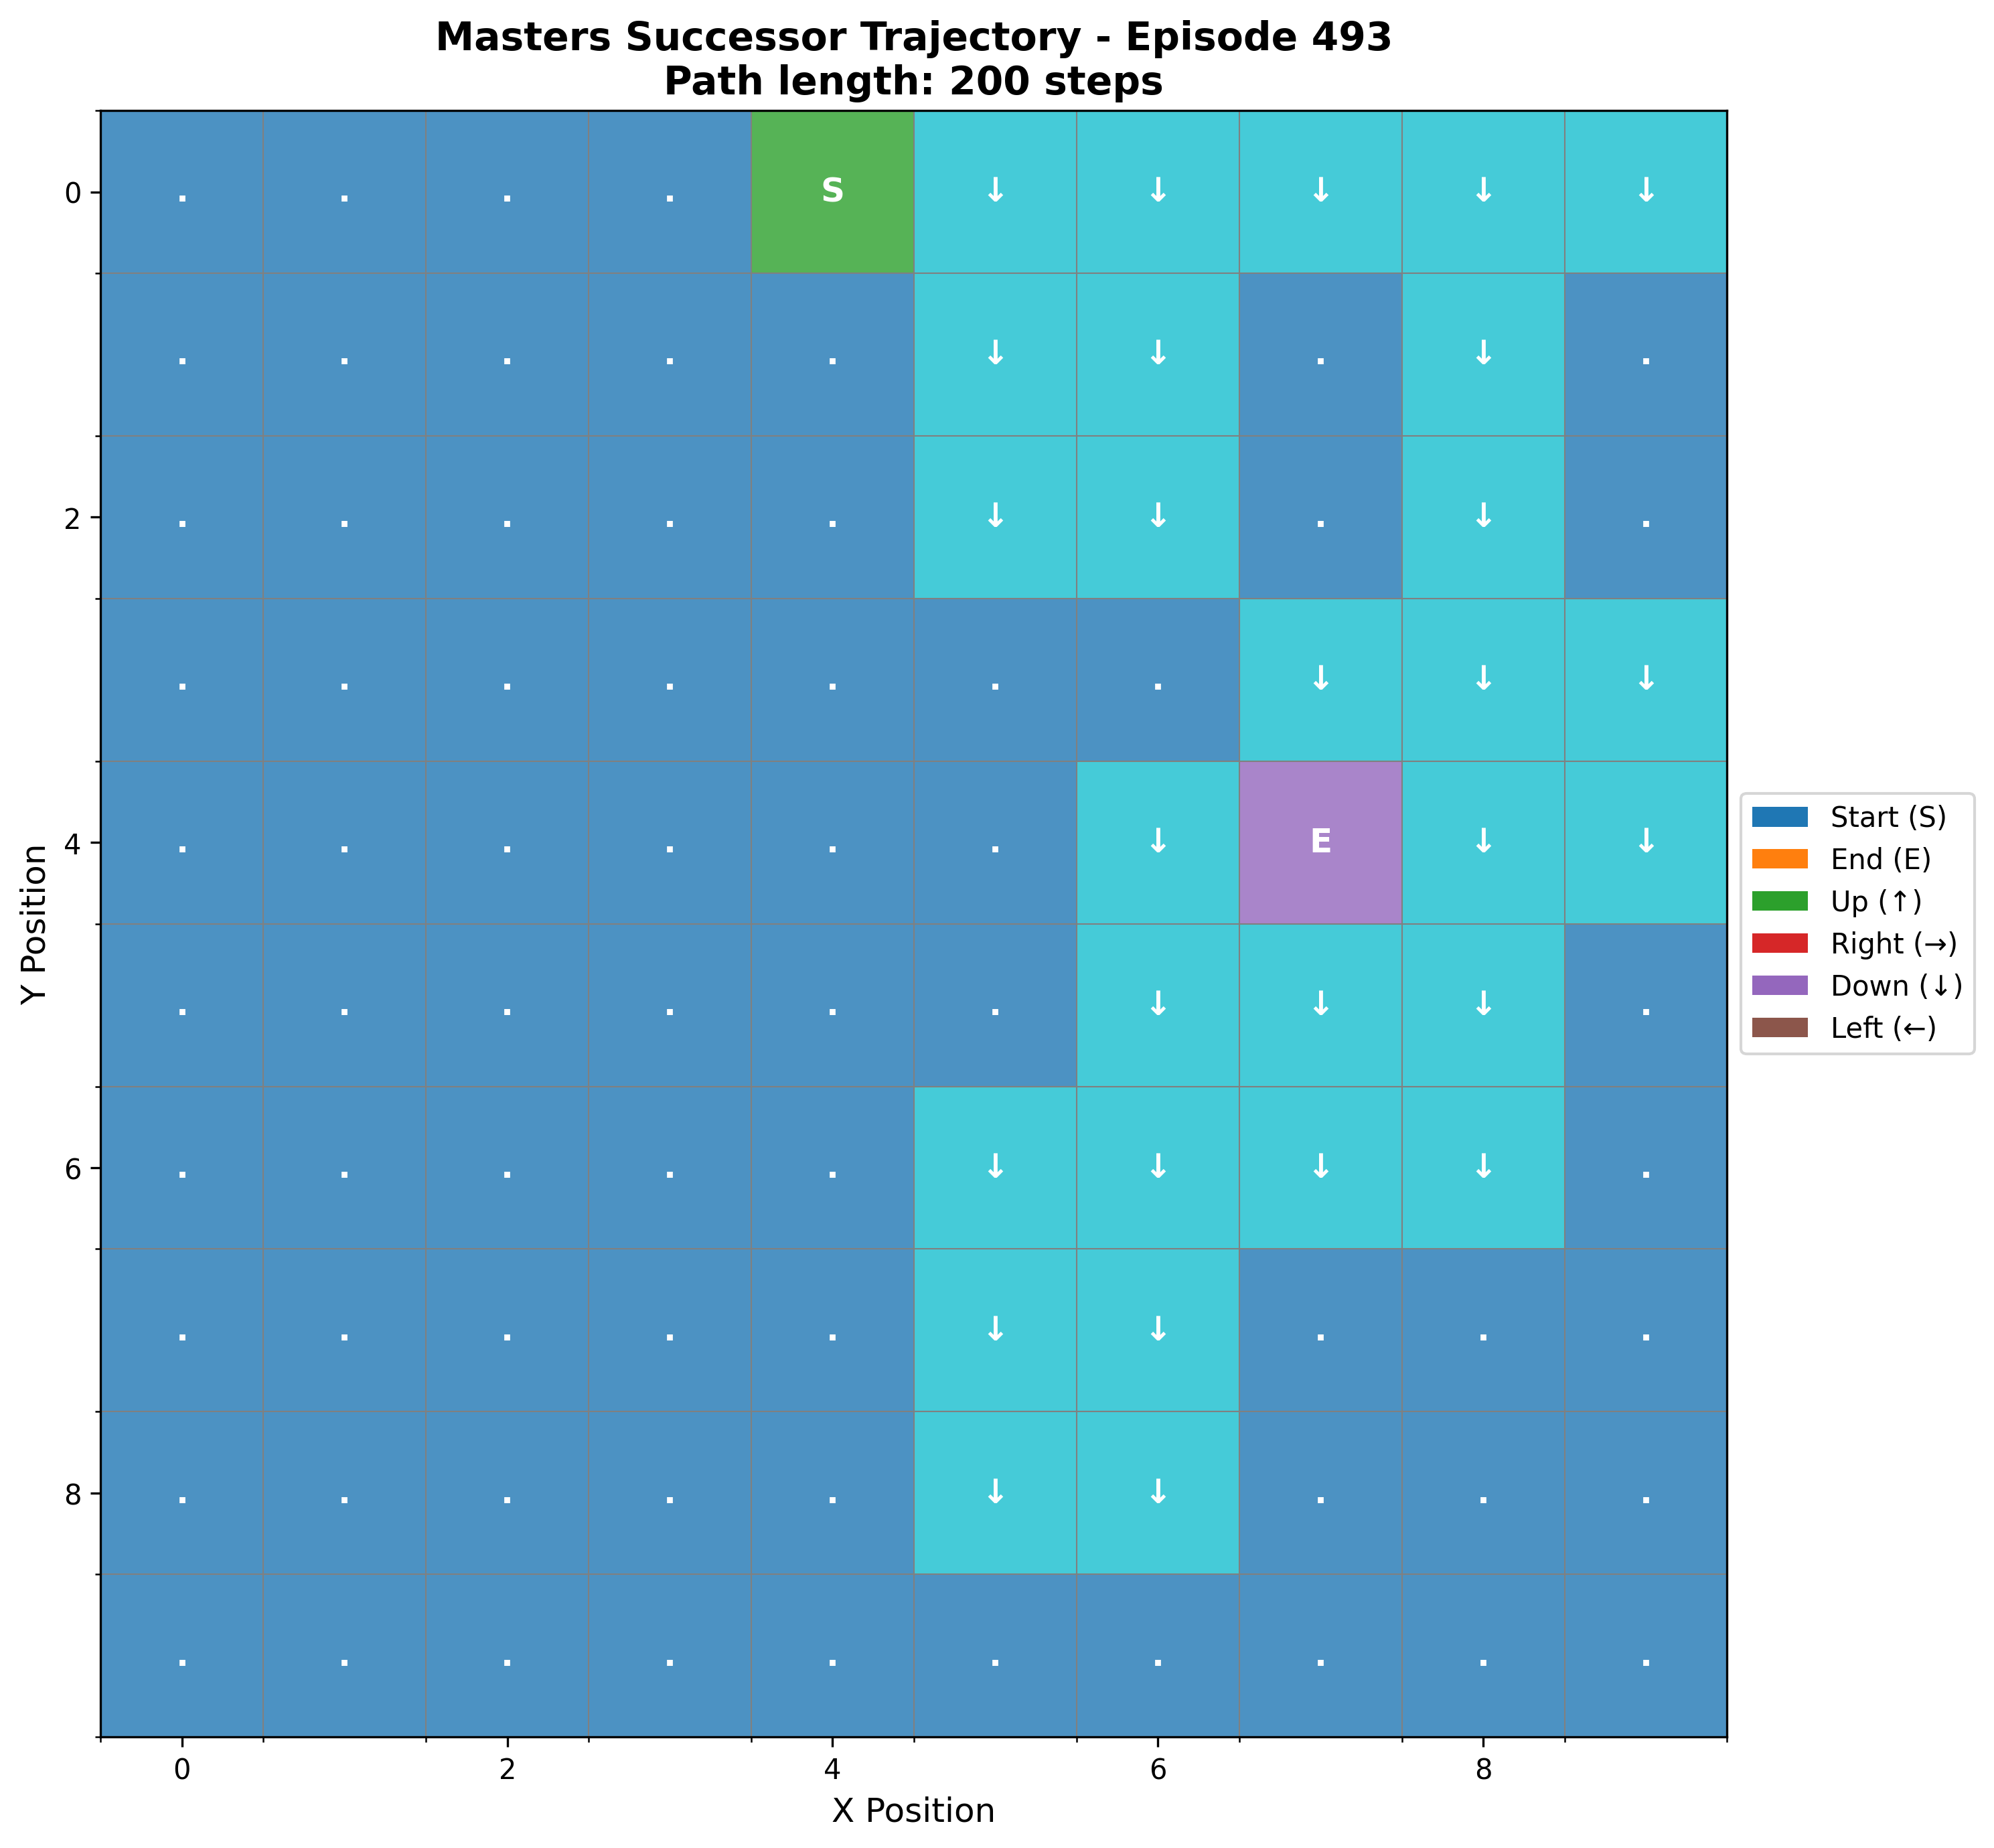 Masters Successor Trajectory - Episode 493
Path length: 200 steps
0 . . . . S ↓ ↓ ↓ ↓ ↓
. . . . . ↓ ↓ . ↓ .
2 . . . . . ↓ ↓ . ↓ .
. . . . . . . ↓ ↓ ↓
4 . . . . . . ↓ E ↓ ↓
. . . . . . ↓ ↓ ↓ .
6 . . . . . ↓ ↓ ↓ ↓ .
. . . . . ↓ ↓ . . .
8 . . . . . ↓ ↓ . . .
. . . . . . . . . .
0 2 4 6 8
X Position
Y Position
Start (S)
End (E)
Up (↑)
Right (→)
Down (↓)
Left (←)